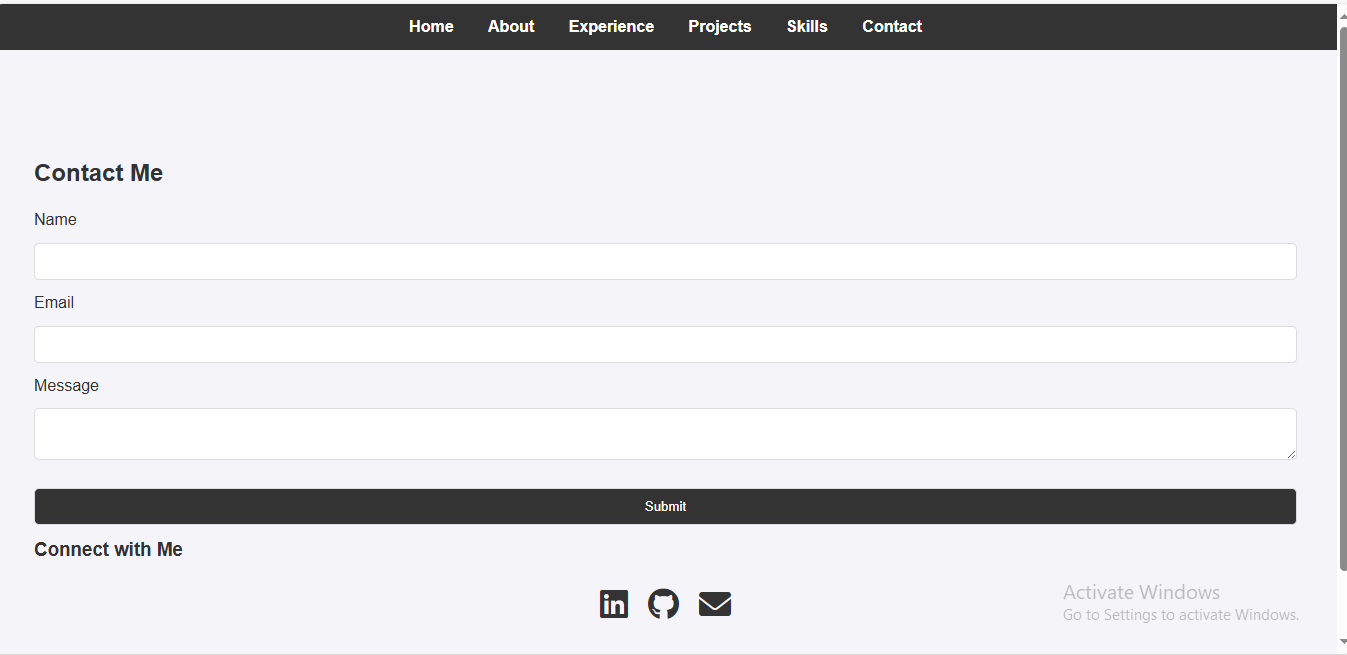 Home About Experience Projects Skills Contact
Contact Me
Name
Email
Message
Submit
Connect with Me
in
Activate Windows
Go to Settings to activate Windows.